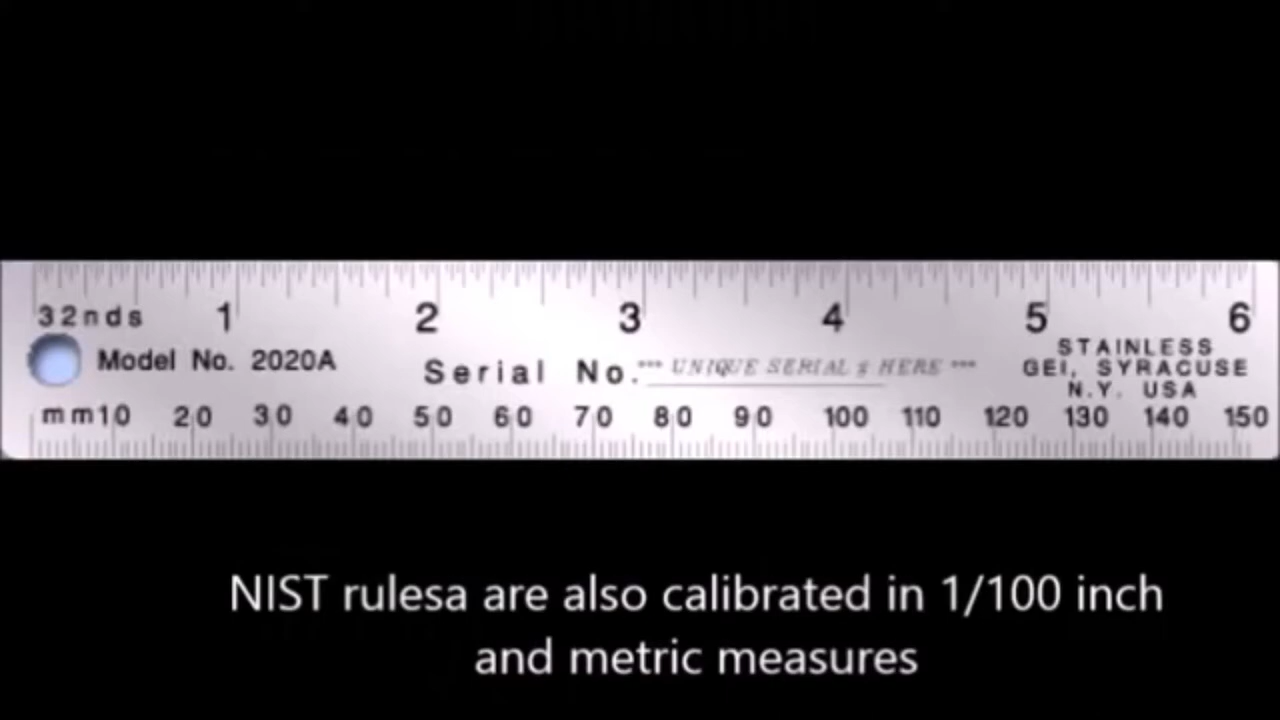 32nds 1 2 3 4 5 6
Model No. 2020A
Serial No. *** UNIQUE SERIAL # HERE ***
STAINLESS
GEI, SYRACUSE
N.Y. USA
mm10 20 30 40 50 60 70 80 90 100 110 120 130 140 150
NIST rulesa are also calibrated in 1/100 inch
and metric measures